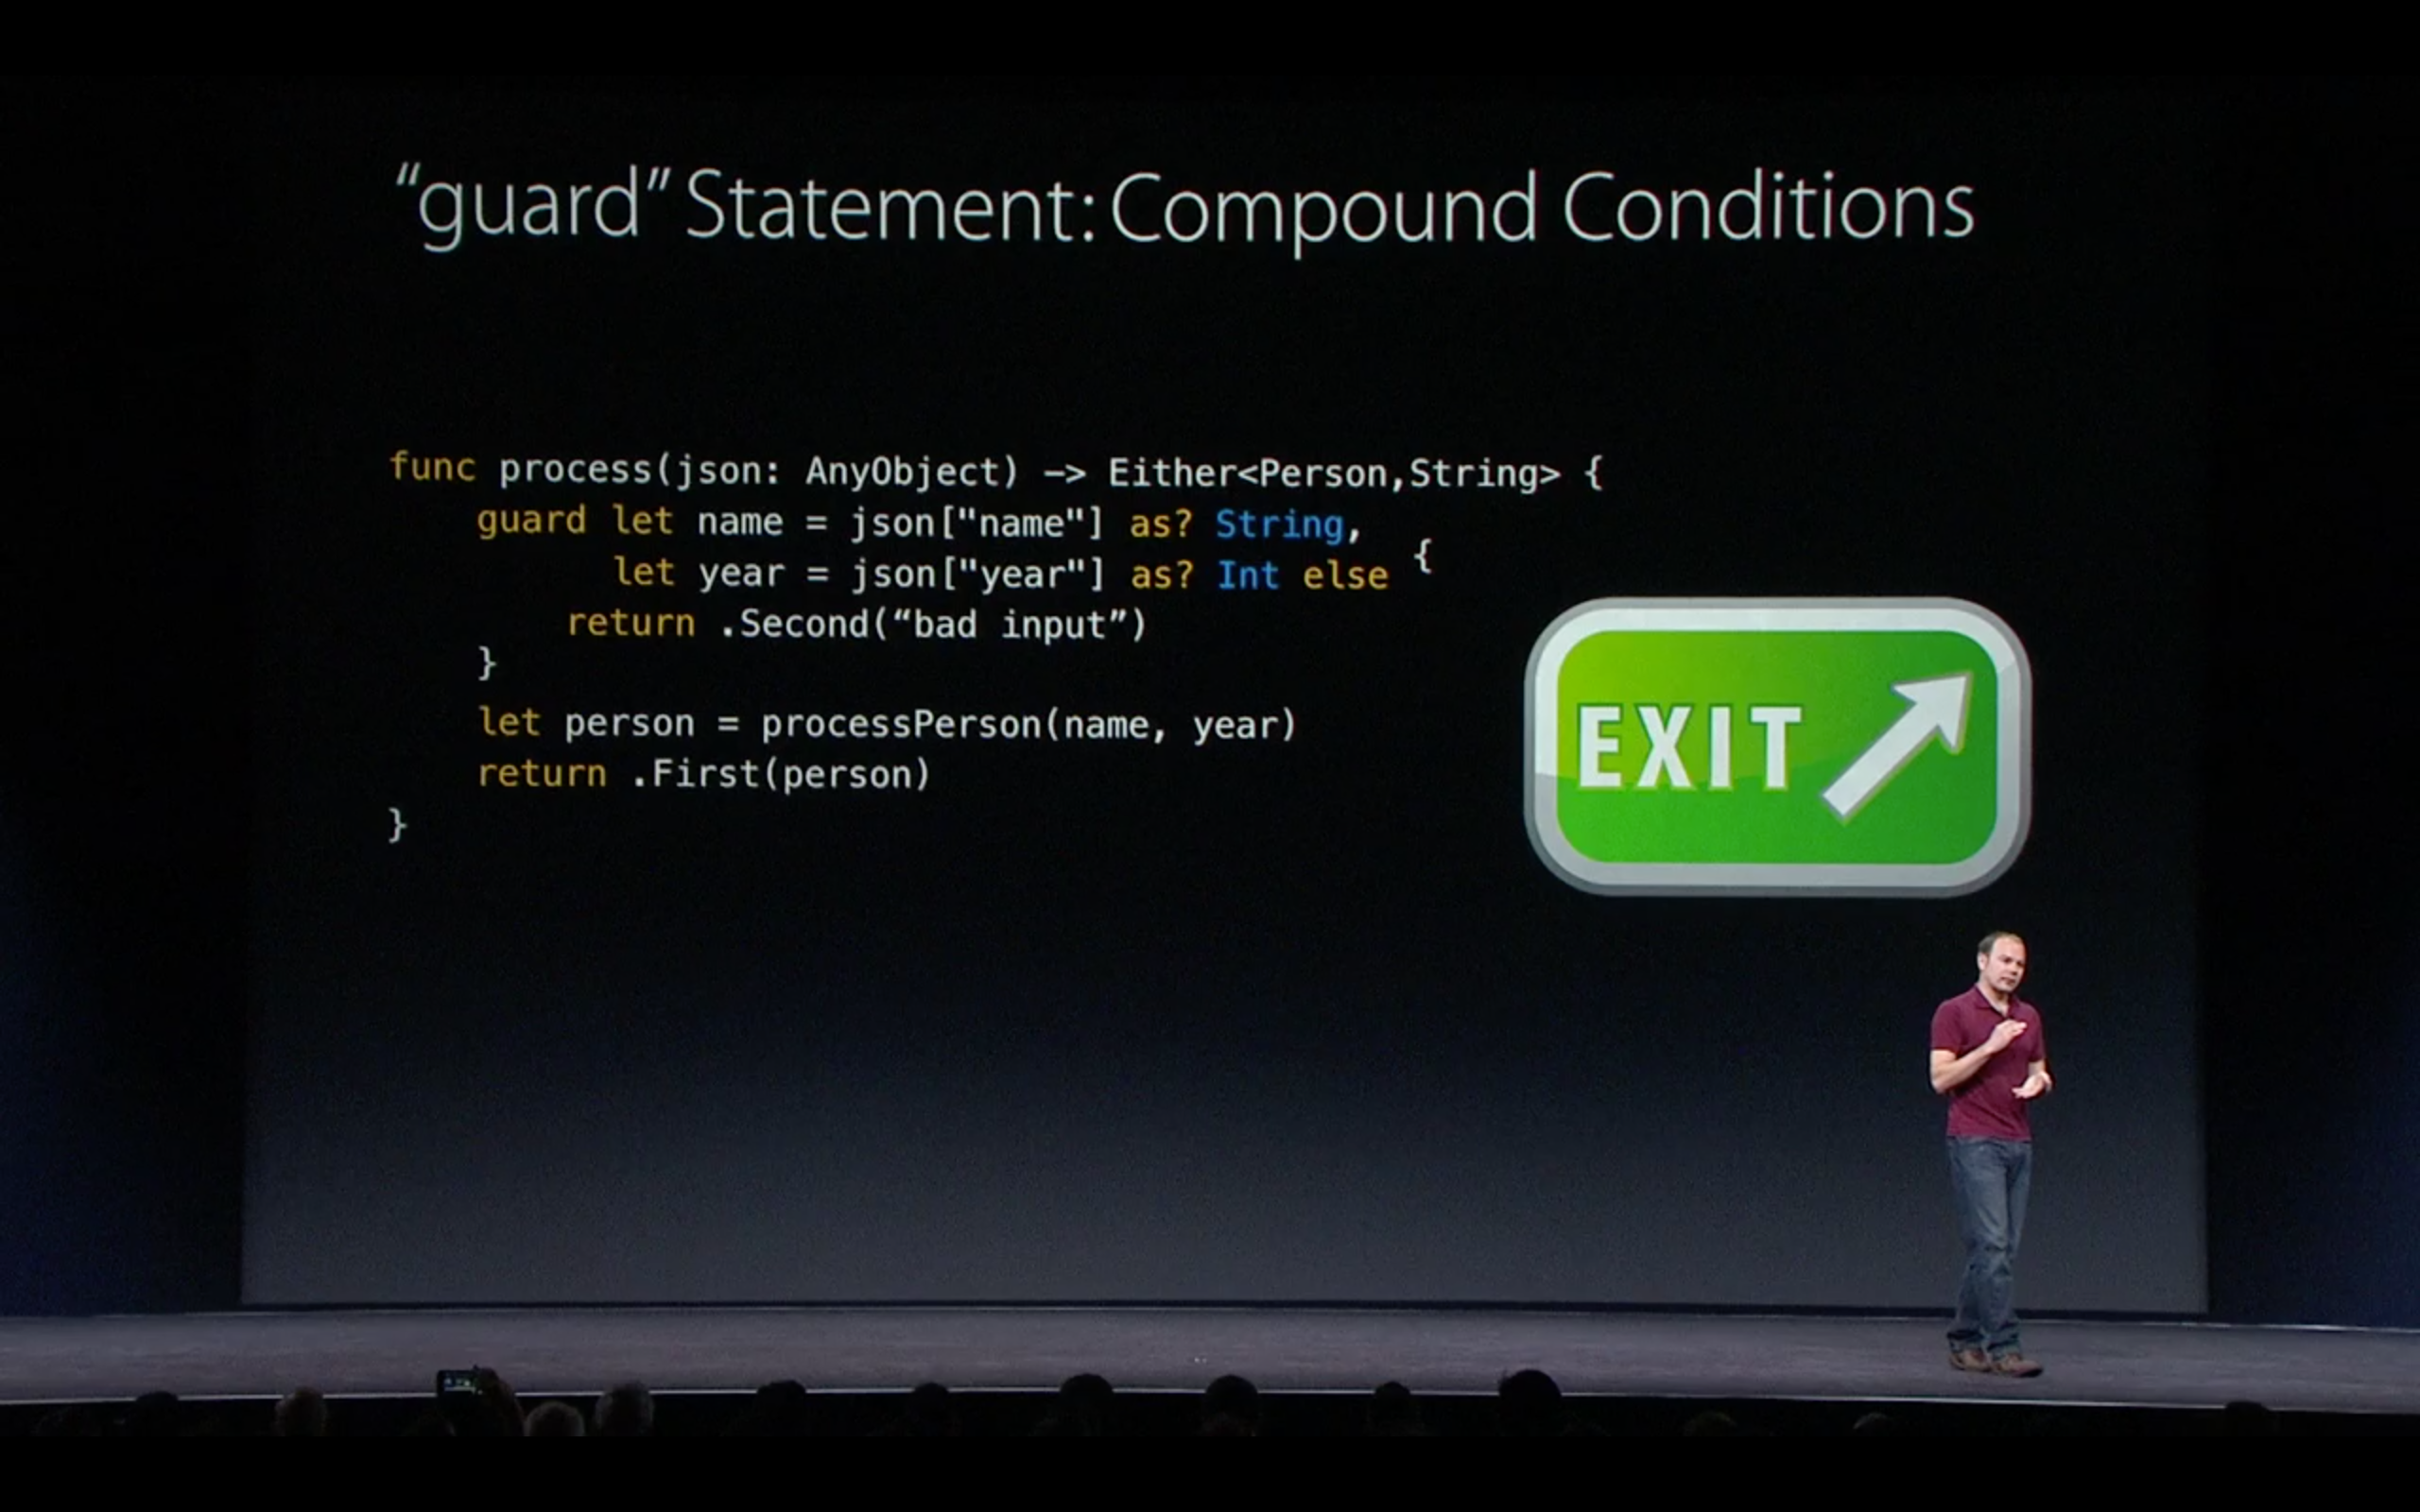 “guard” Statement: Compound Conditions
func process(json: AnyObject) —> Either<Person,String> {
guard let name = json["name"] as? String,
let year = json["year"] as? Int else {
return .Second(“bad input”)
}
let person = processPerson(name, year)
return .First(person)
}
EXIT